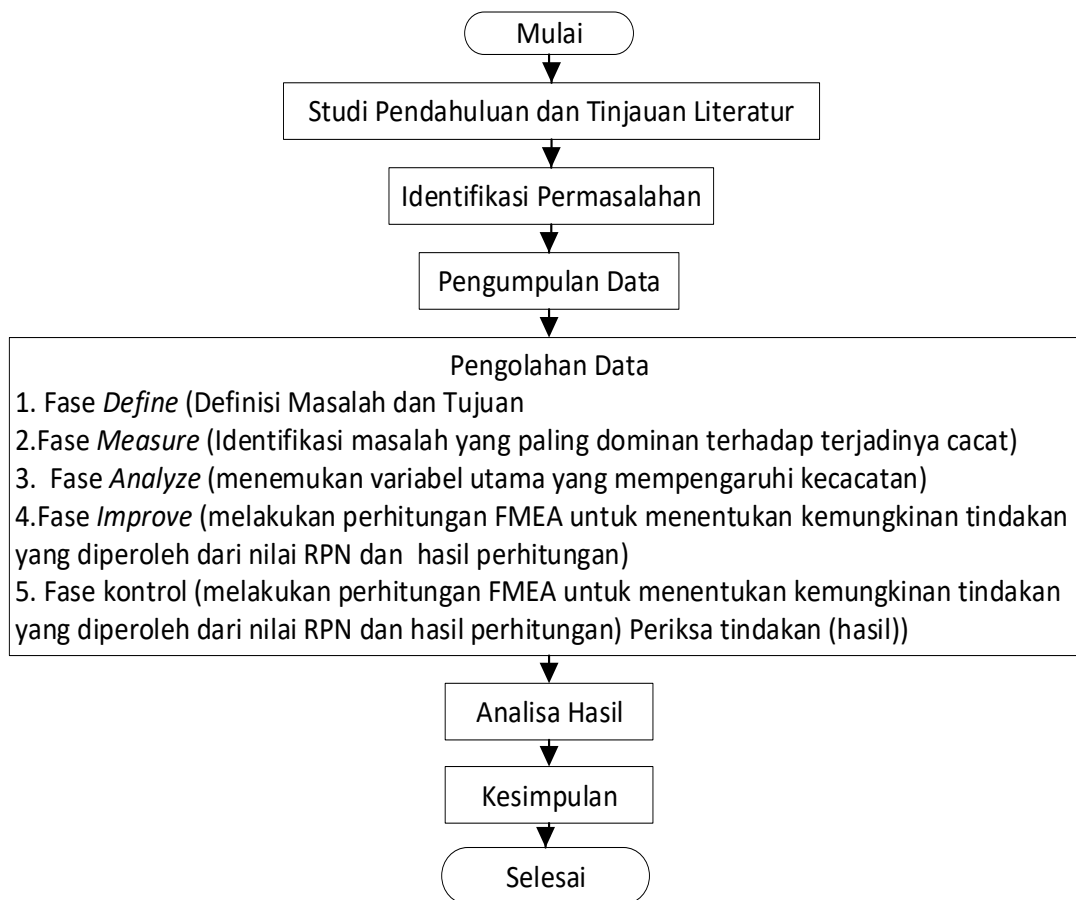 Mulai
Studi Pendahuluan dan Tinjauan Literatur
Identifikasi Permasalahan
Pengumpulan Data
Pengolahan Data
1. Fase Define (Definisi Masalah dan Tujuan
2.Fase Measure (Identifikasi masalah yang paling dominan terhadap terjadinya cacat)
3. Fase Analyze (menemukan variabel utama yang mempengaruhi kecacatan)
4.Fase Improve (melakukan perhitungan FMEA untuk menentukan kemungkinan tindakan
yang diperoleh dari nilai RPN dan hasil perhitungan)
5. Fase kontrol (melakukan perhitungan FMEA untuk menentukan kemungkinan tindakan
yang diperoleh dari nilai RPN dan hasil perhitungan) Periksa tindakan (hasil))
Analisa Hasil
Kesimpulan
Selesai